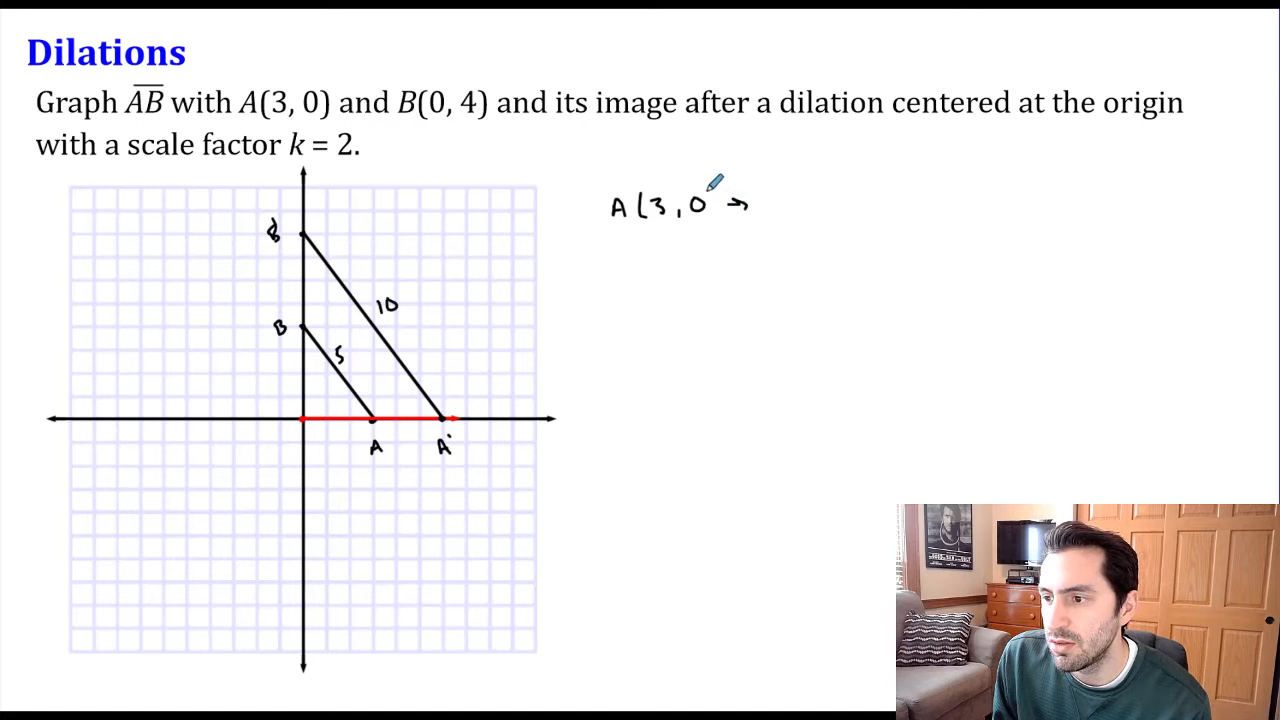 Dilations
Graph AB with A(3, 0) and B(0, 4) and its image after a dilation centered at the origin
with a scale factor k = 2.
A(3,0 →
10
B
5
A A'